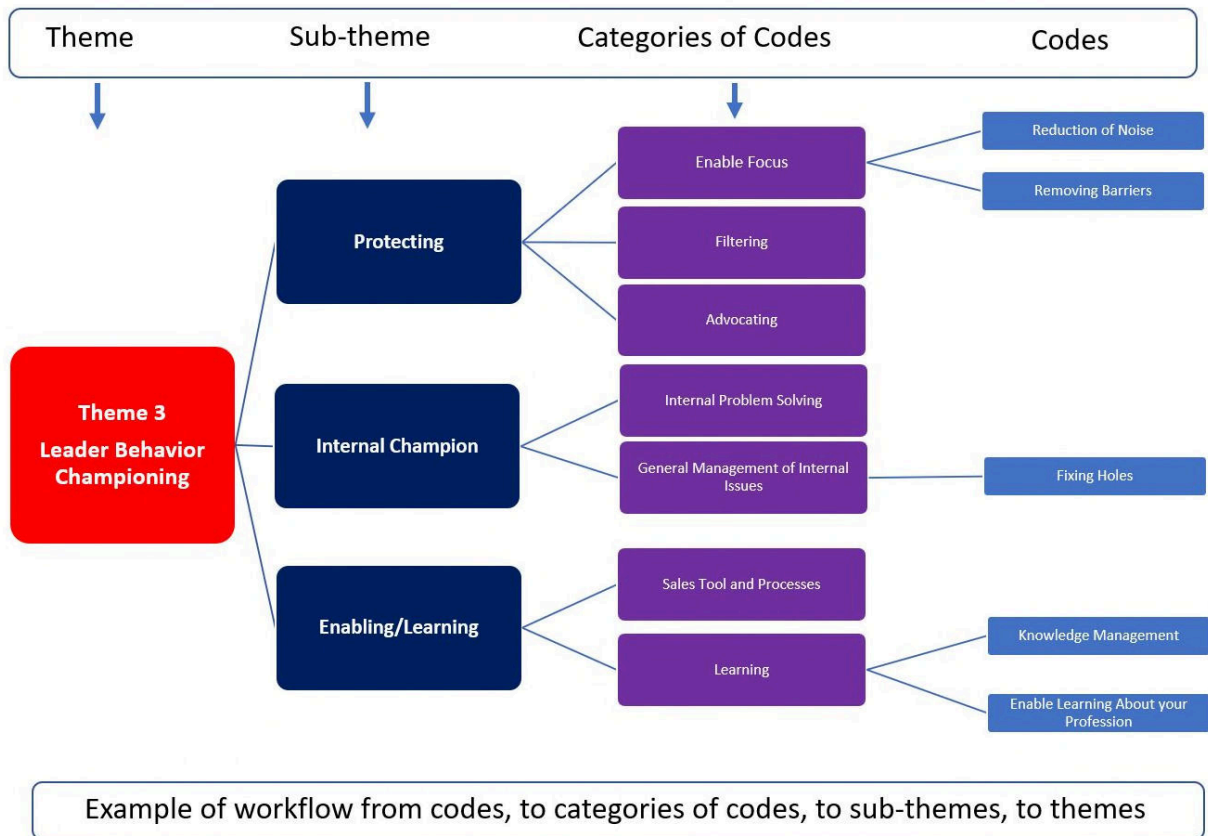 Theme
Sub-theme
Categories of Codes
Codes
Theme 3
Leader Behavior
Championing
Protecting
Internal Champion
Enabling/Learning
Enable Focus
Filtering
Advocating
Internal Problem Solving
General Management of Internal
Issues
Sales Tool and Processes
Learning
Reduction of Noise
Removing Barriers
Fixing Holes
Knowledge Management
Enable Learning About your
Profession
Example of workflow from codes, to categories of codes, to sub-themes, to themes